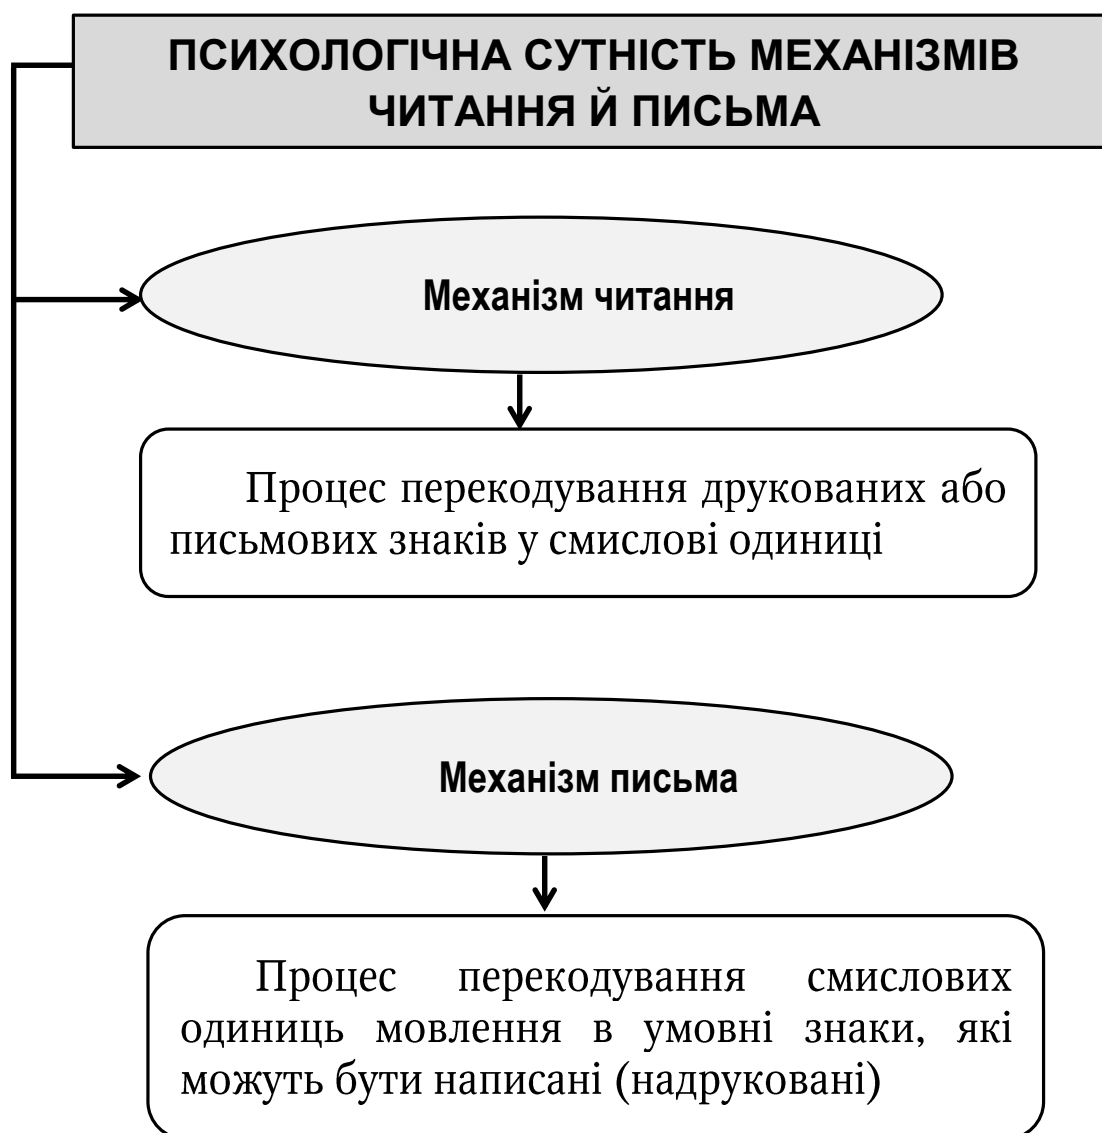 ПСИХОЛОГІЧНА СУТНІСТЬ МЕХАНІЗМІВ
ЧИТАННЯ Й ПИСЬМА
Механізм читання
Процес перекодування друкованих або
письмових знаків у смислові одиниці
Механізм письма
Процес перекодування смислових
одиниць мовлення в умовні знаки, які
можуть бути написані (надруковані)